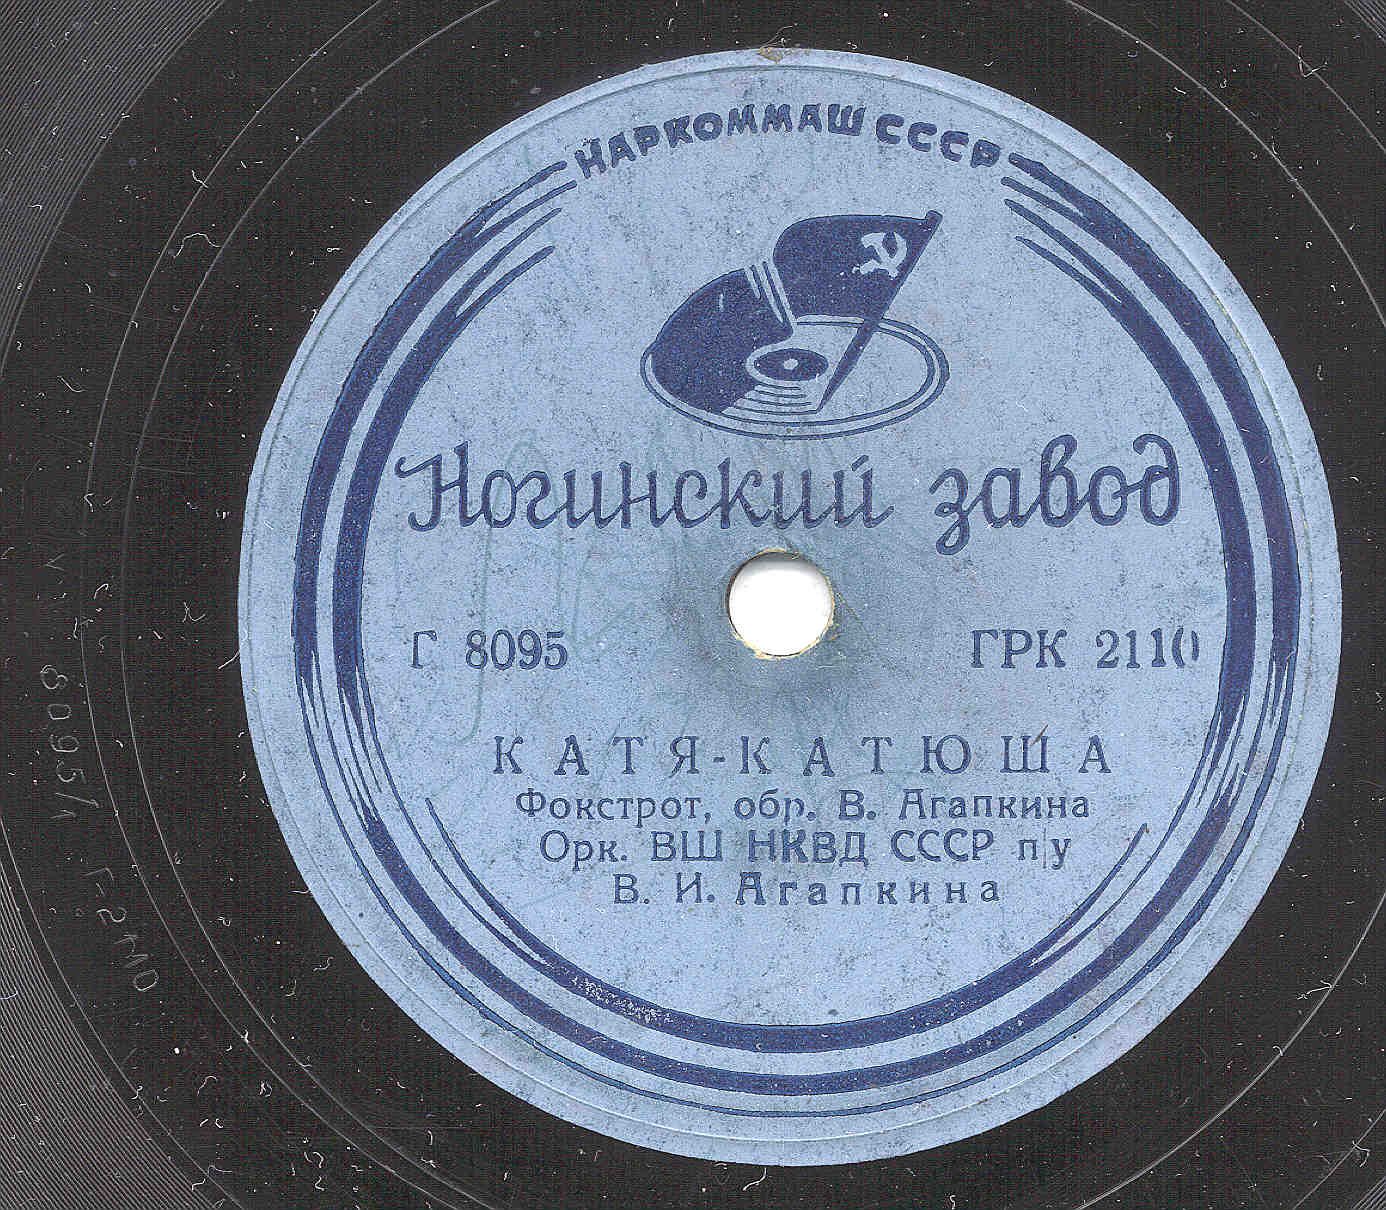 НАРКОММАШ СССР
Ногинский завод
Г 8095
ГРК 2110
КАТЯ-КАТЮША
Фокстрот, обр. В. Агапкина
Орк. ВШ НКВД СССР п/у
В. И. Агапкина
8095/1